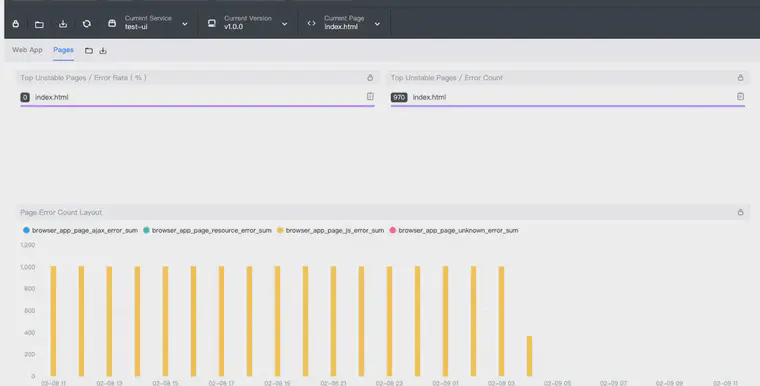 Current Service
test-ui
Current Version
v1.0.0
Current Page
index.html
Web App
Pages
Top Unstable Pages / Error Rate ( % )
Top Unstable Pages / Error Count
0 index.html
970 index.html
Page Error Count Layout
browser_app_page_ajax_error_sum browser_app_page_resource_error_sum browser_app_page_js_error_sum browser_app_page_unknown_error_sum
1,200
1,000
800
600
400
200
0
02-08 11 02-08 13 02-08 15 02-08 17 02-08 19 02-08 21 02-08 23 02-09 01 02-09 03 02-09 05 02-09 07 02-09 09 02-09 11